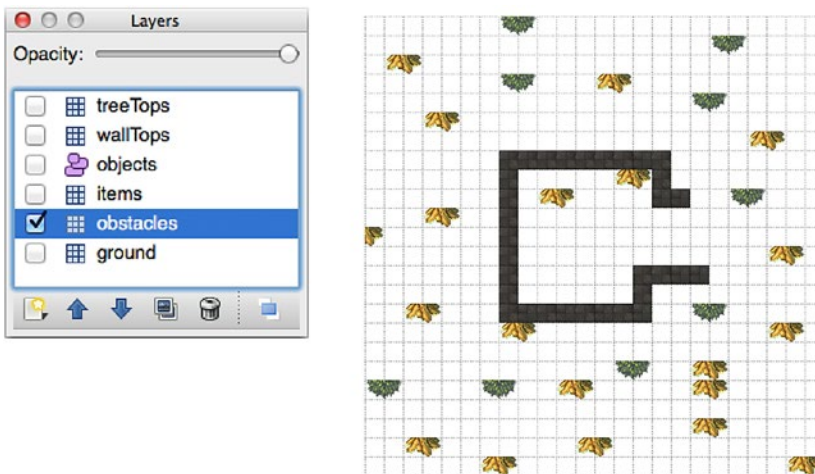 Layers
Opacity:
treeTops
wallTops
objects
items
obstacles
ground